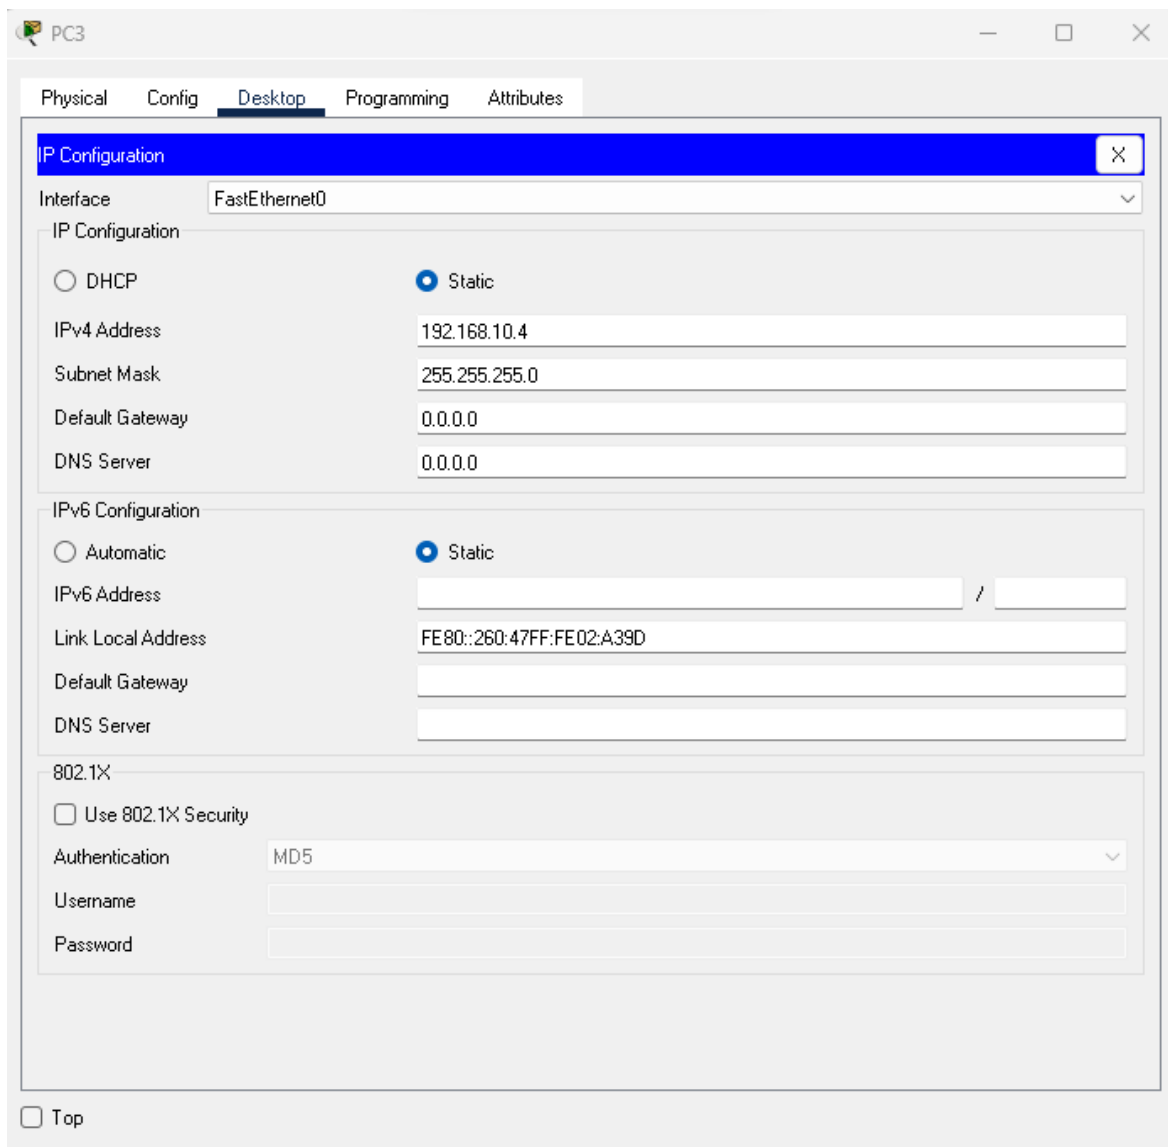 PC3
Physical Config Desktop Programming Attributes
IP Configuration X
Interface FastEthernet0
IP Configuration
DHCP Static
IPv4 Address 192.168.10.4
Subnet Mask 255.255.255.0
Default Gateway 0.0.0.0
DNS Server 0.0.0.0
IPv6 Configuration
Automatic Static
IPv6 Address /
Link Local Address FE80::260:47FF:FE02:A39D
Default Gateway
DNS Server
802.1X
Use 802.1X Security
Authentication MD5
Username
Password
Top